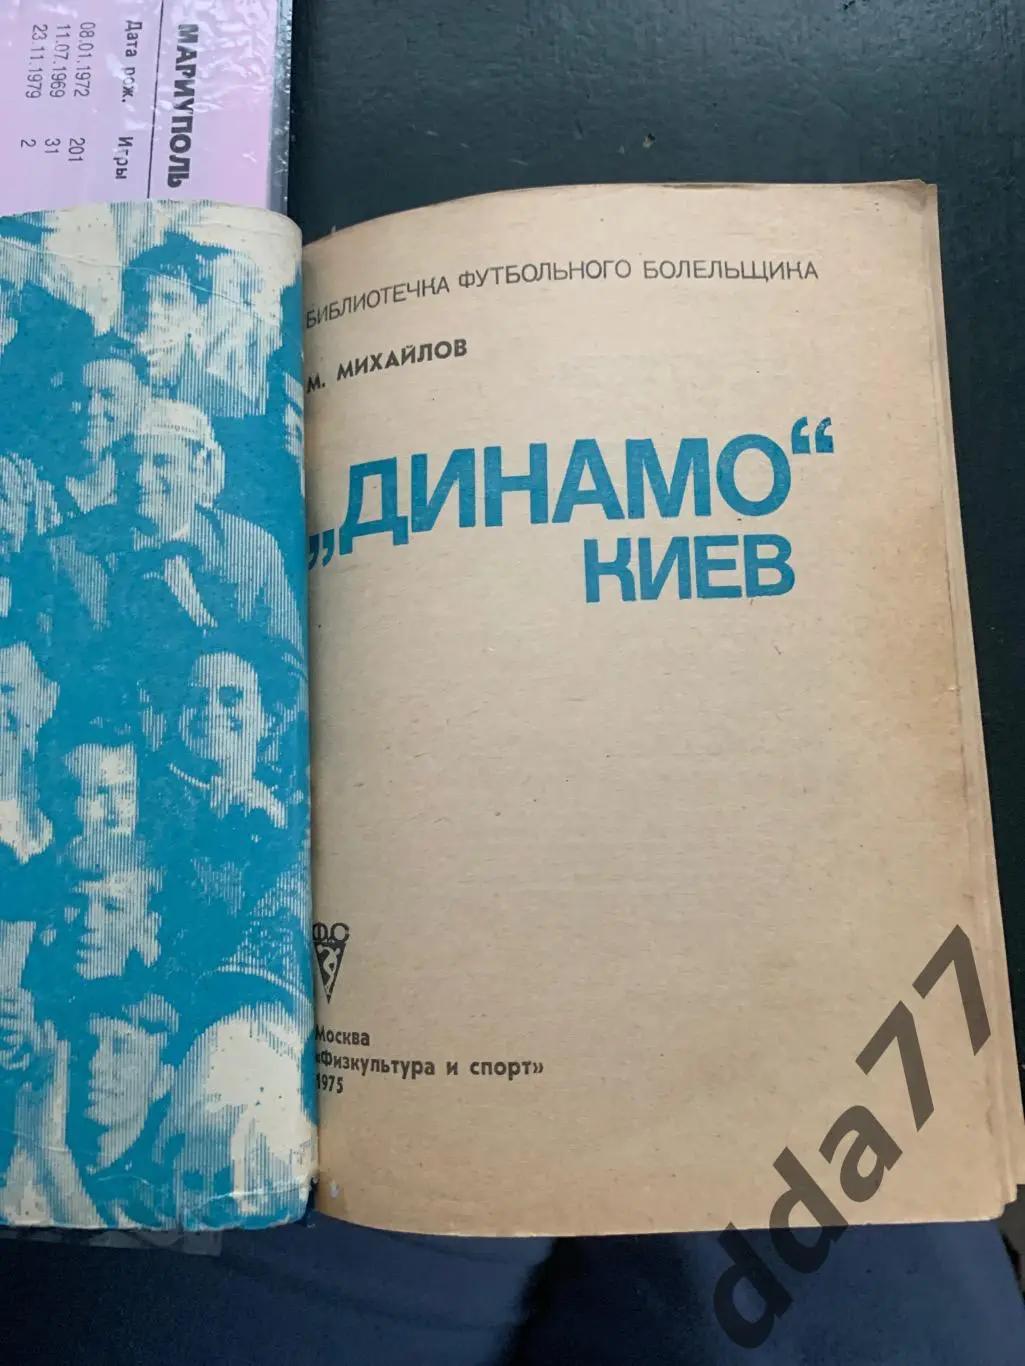 МАРИУПОЛЬ
Дата рож. Игры
08.01.1972 201
11.07.1969 31
23.11.1979 2
БИБЛИОТЕЧКА ФУТБОЛЬНОГО БОЛЕЛЬЩИКА
М. МИХАЙЛОВ
„ДИНАМО“
КИЕВ
ФиС
Москва
«Физкультура и спорт»
1975
dda77